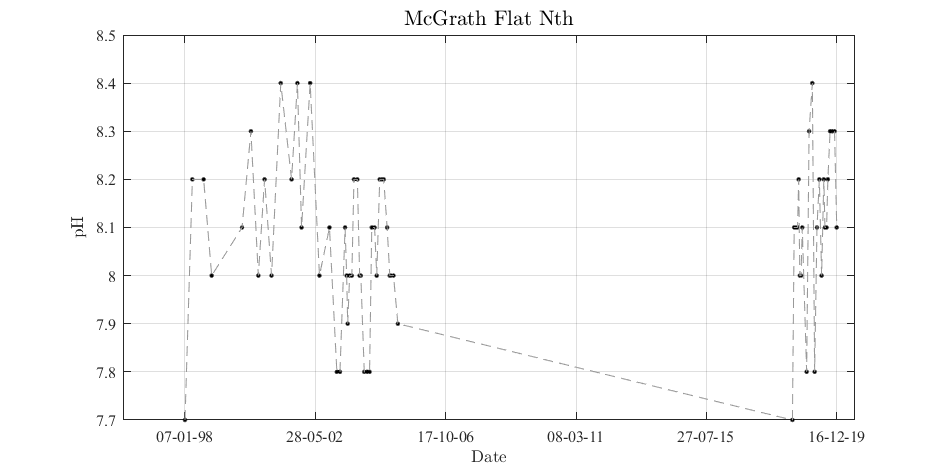 McGrath Flat Nth
8.5
8.4
8.3
8.2
8.1
8
7.9
7.8
7.7
pH
07-01-98 28-05-02 17-10-06 08-03-11 27-07-15 16-12-19
Date